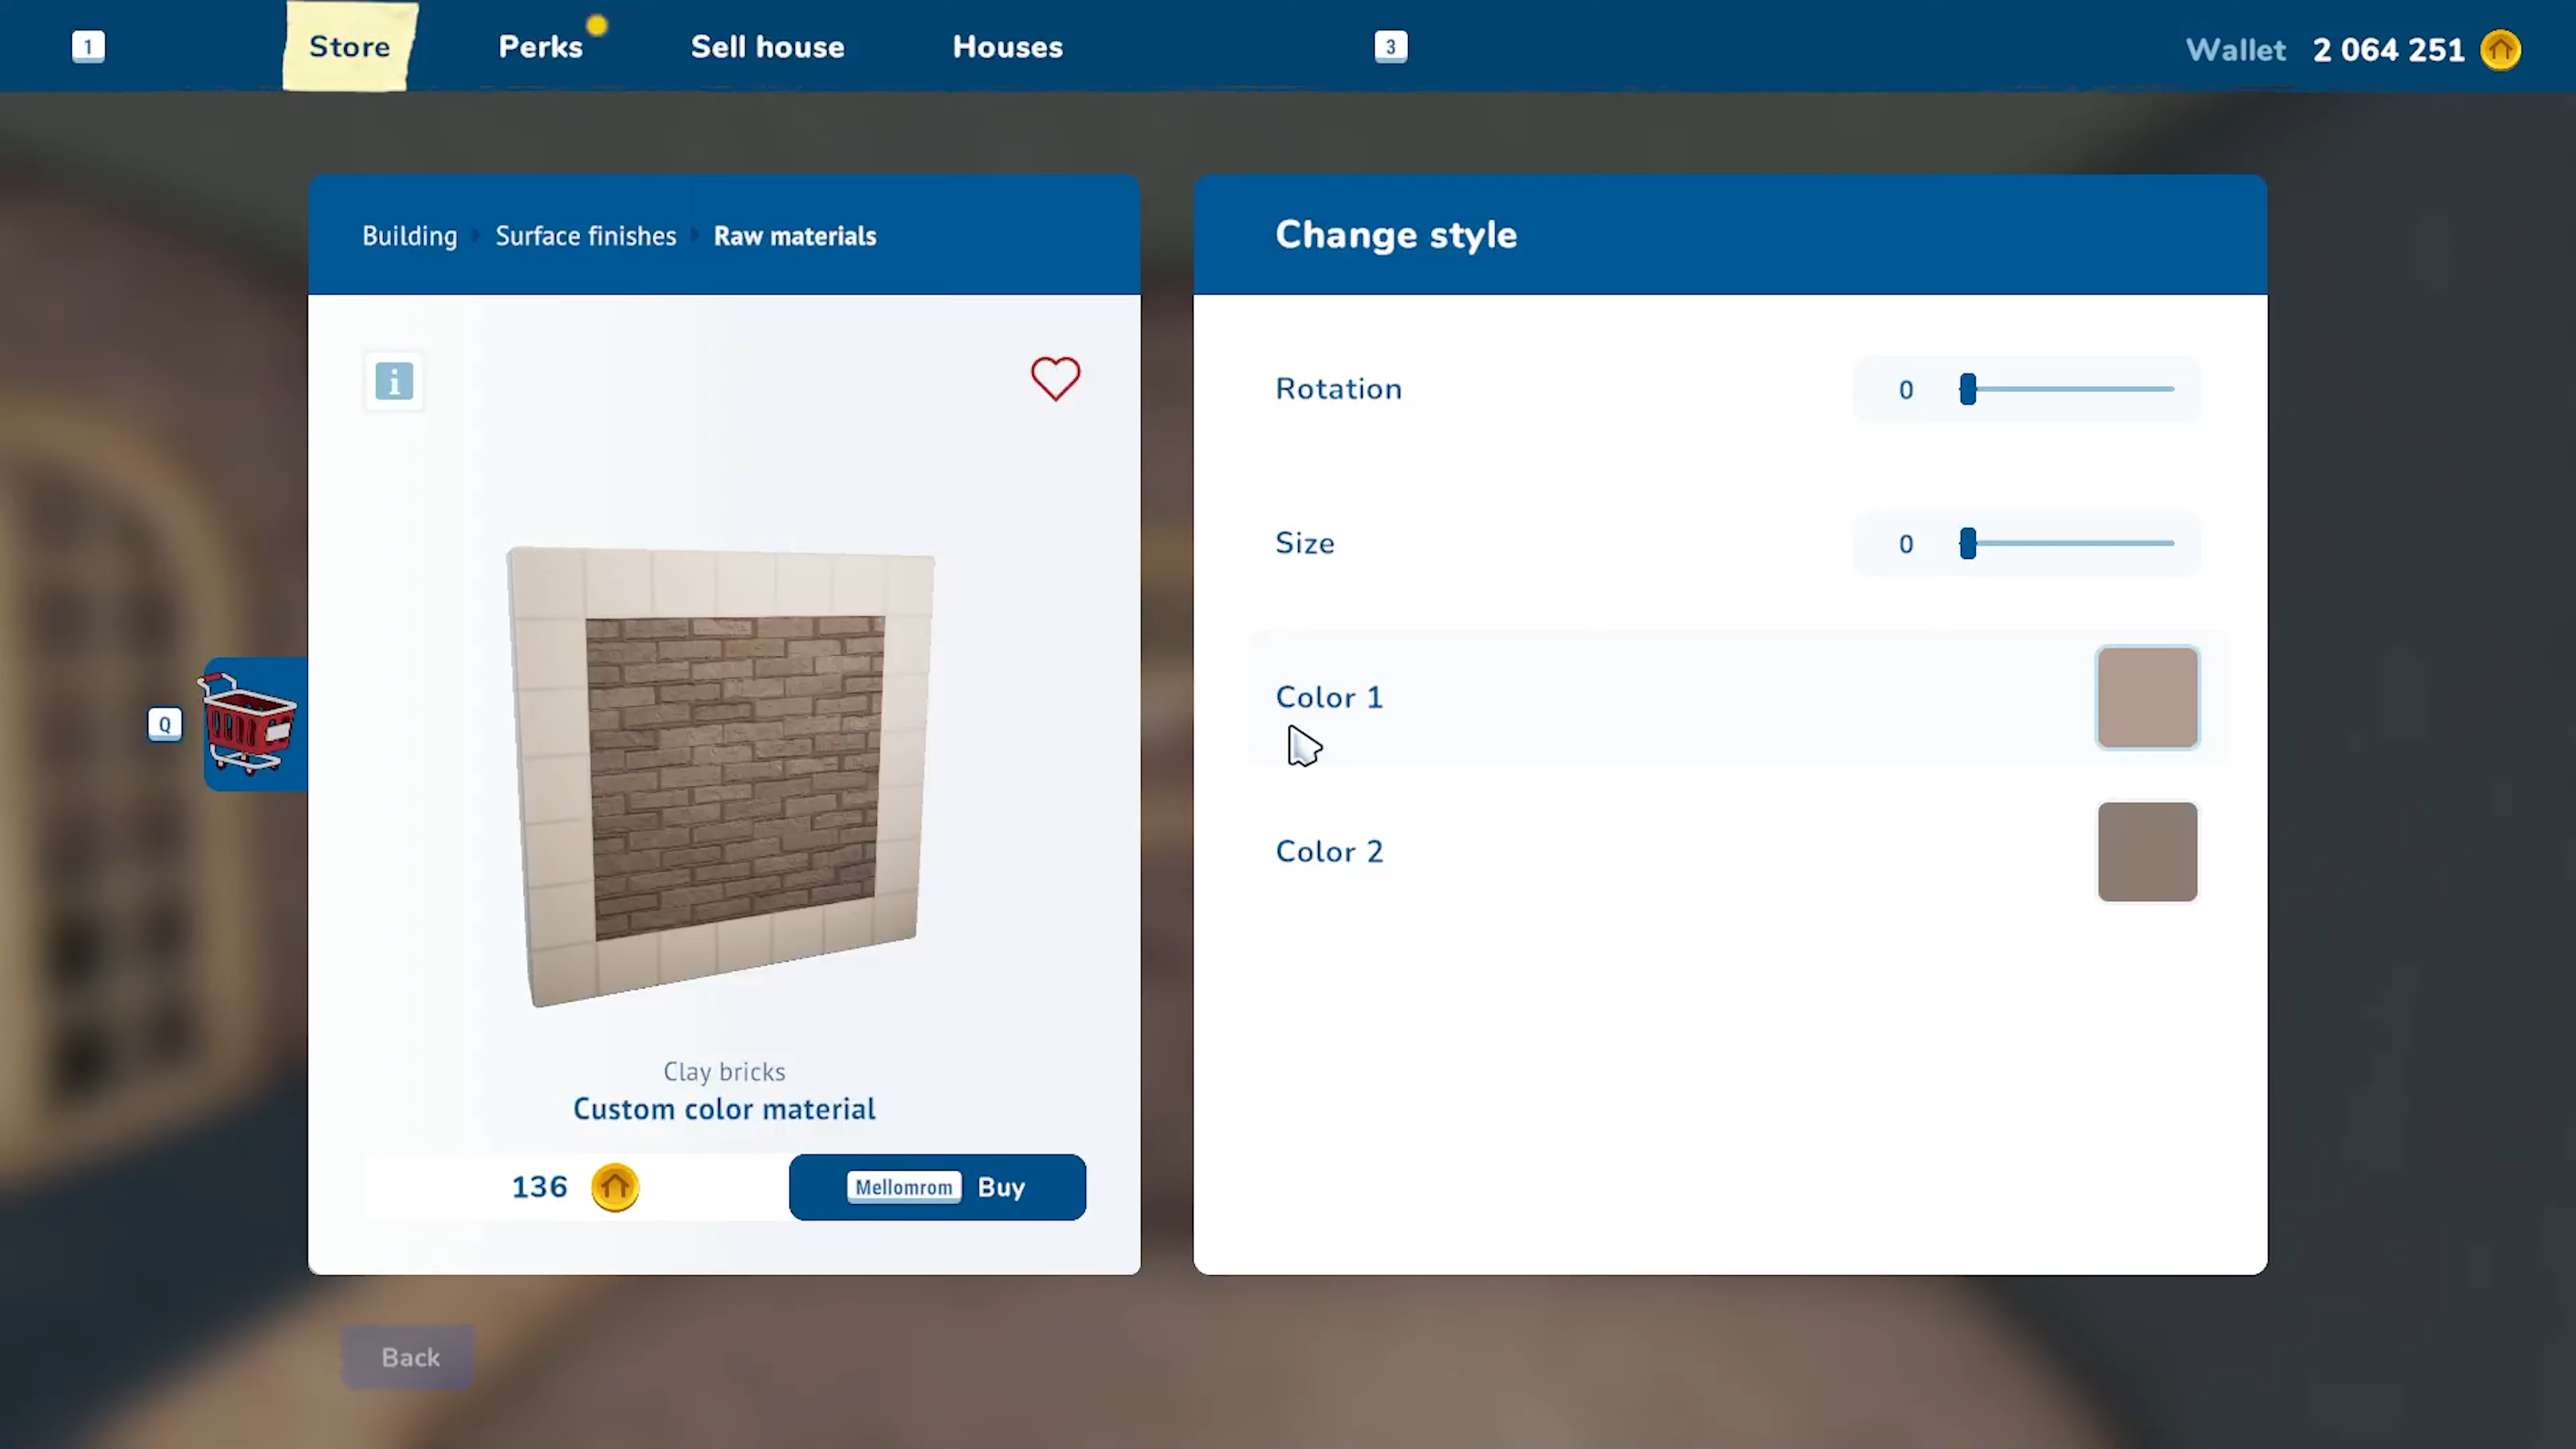 1 Store Perks Sell house Houses 3 Wallet 2 064 251
Building Surface finishes Raw materials
Change style
i
Rotation 0
Size 0
Color 1
Q
Color 2
Clay bricks
Custom color material
136 Mellomrom Buy
Back